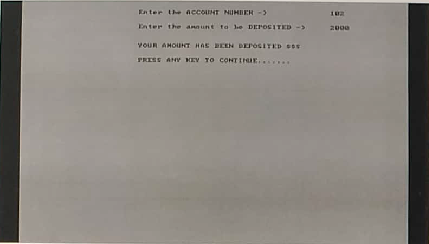 Enter the ACCOUNT NUMBER -> 102
Enter the amount to be DEPOSITED -> 2000
YOUR AMOUNT HAS BEEN DEPOSITED $$$
PRESS ANY KEY TO CONTINUE.......